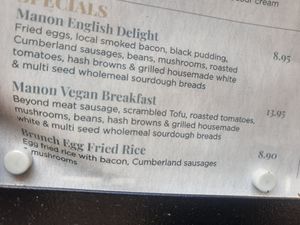 sour cream
SPECIALS
Manon English Delight
Fried eggs, local smoked bacon, black pudding,
Cumberland sausages, beans, mushrooms, roasted 8.95
tomatoes, hash browns & grilled housemade white
& multi seed wholemeal sourdough breads
Manon Vegan Breakfast
Beyond meat sausage, scrambled Tofu, roasted tomatoes, 13.95
mushrooms, beans, hash browns & grilled housemade
white & multi seed wholemeal sourdough breads
Brunch Egg Fried Rice
Egg fried rice with bacon, Cumberland sausages 8.90
mushrooms